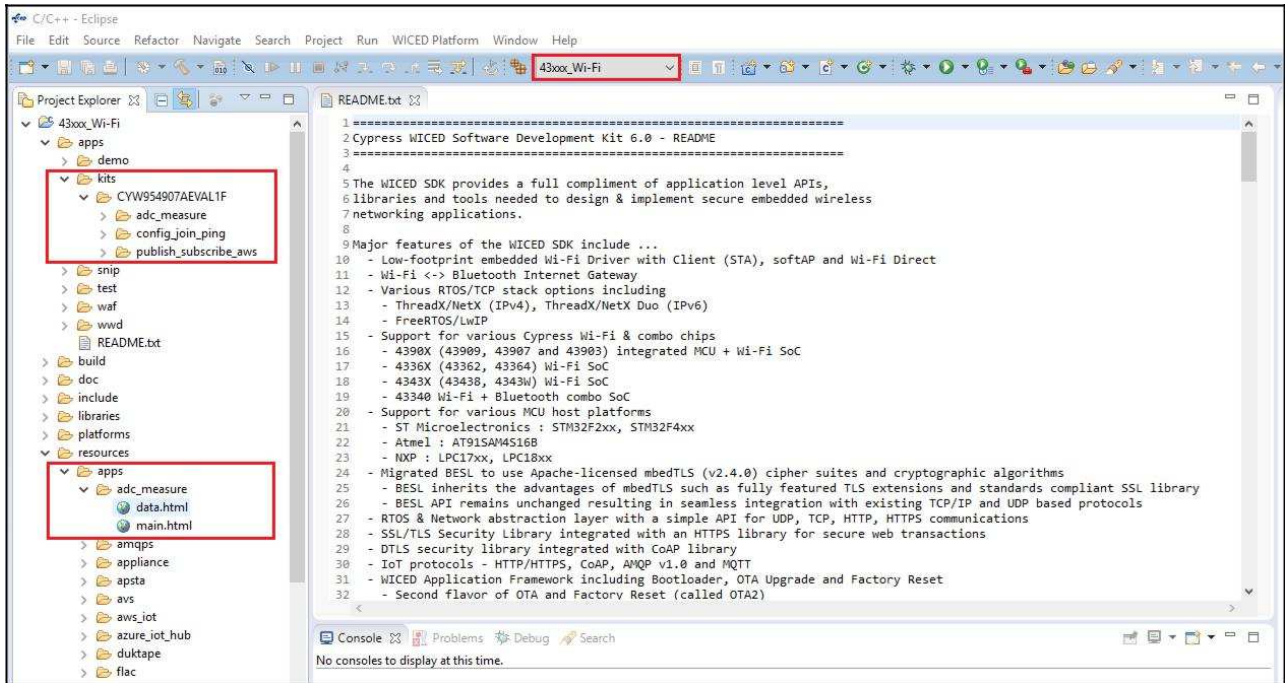 C/C++ - Eclipse
File Edit Source Refactor Navigate Search Project Run WICED Platform Window Help
43xxx_Wi-Fi
Project Explorer
43xxx_Wi-Fi
apps
demo
kits
CYW954907AEVAL1F
adc_measure
config_join_ping
publish_subscribe_aws
snip
test
waf
wwd
README.txt
build
doc
include
libraries
platforms
resources
apps
adc_measure
data.html
main.html
amqps
appliance
apsta
avs
aws_iot
azure_iot_hub
duktape
flac
README.txt
1 =====================================================================
2 Cypress WICED Software Development Kit 6.0 - README
3 =====================================================================
4
5 The WICED SDK provides a full compliment of application level APIs,
6 libraries and tools needed to design & implement secure embedded wireless
7 networking applications.
8
9 Major features of the WICED SDK include ...
10 - Low-footprint embedded Wi-Fi Driver with Client (STA), softAP and Wi-Fi Direct
11 - Wi-Fi <-> Bluetooth Internet Gateway
12 - Various RTOS/TCP stack options including
13 - ThreadX/NetX (IPv4), ThreadX/NetX Duo (IPv6)
14 - FreeRTOS/LwIP
15 - Support for various Cypress Wi-Fi & combo chips
16 - 4390X (43909, 43907 and 43903) integrated MCU + Wi-Fi SoC
17 - 4336X (43362, 43364) Wi-Fi SoC
18 - 4343X (43438, 4343W) Wi-Fi SoC
19 - 43340 Wi-Fi + Bluetooth combo SoC
20 - Support for various MCU host platforms
21 - ST Microelectronics : STM32F2xx, STM32F4xx
22 - Atmel : AT91SAM4S16B
23 - NXP : LPC17xx, LPC18xx
24 - Migrated BESL to use Apache-licensed mbedTLS (v2.4.0) cipher suites and cryptographic algorithms
25 - BESL inherits the advantages of mbedTLS such as fully featured TLS extensions and standards compliant SSL library
26 - BESL API remains unchanged resulting in seamless integration with existing TCP/IP and UDP based protocols
27 - RTOS & Network abstraction layer with a simple API for UDP, TCP, HTTP, HTTPS communications
28 - SSL/TLS Security Library integrated with an HTTPS library for secure web transactions
29 - DTLS security library integrated with CoAP library
30 - IoT protocols - HTTP/HTTPS, CoAP, AMQP v1.0 and MQTT
31 - WICED Application Framework including Bootloader, OTA Upgrade and Factory Reset
32 - Second flavor of OTA and Factory Reset (called OTA2)
Console Problems Debug Search
No consoles to display at this time.